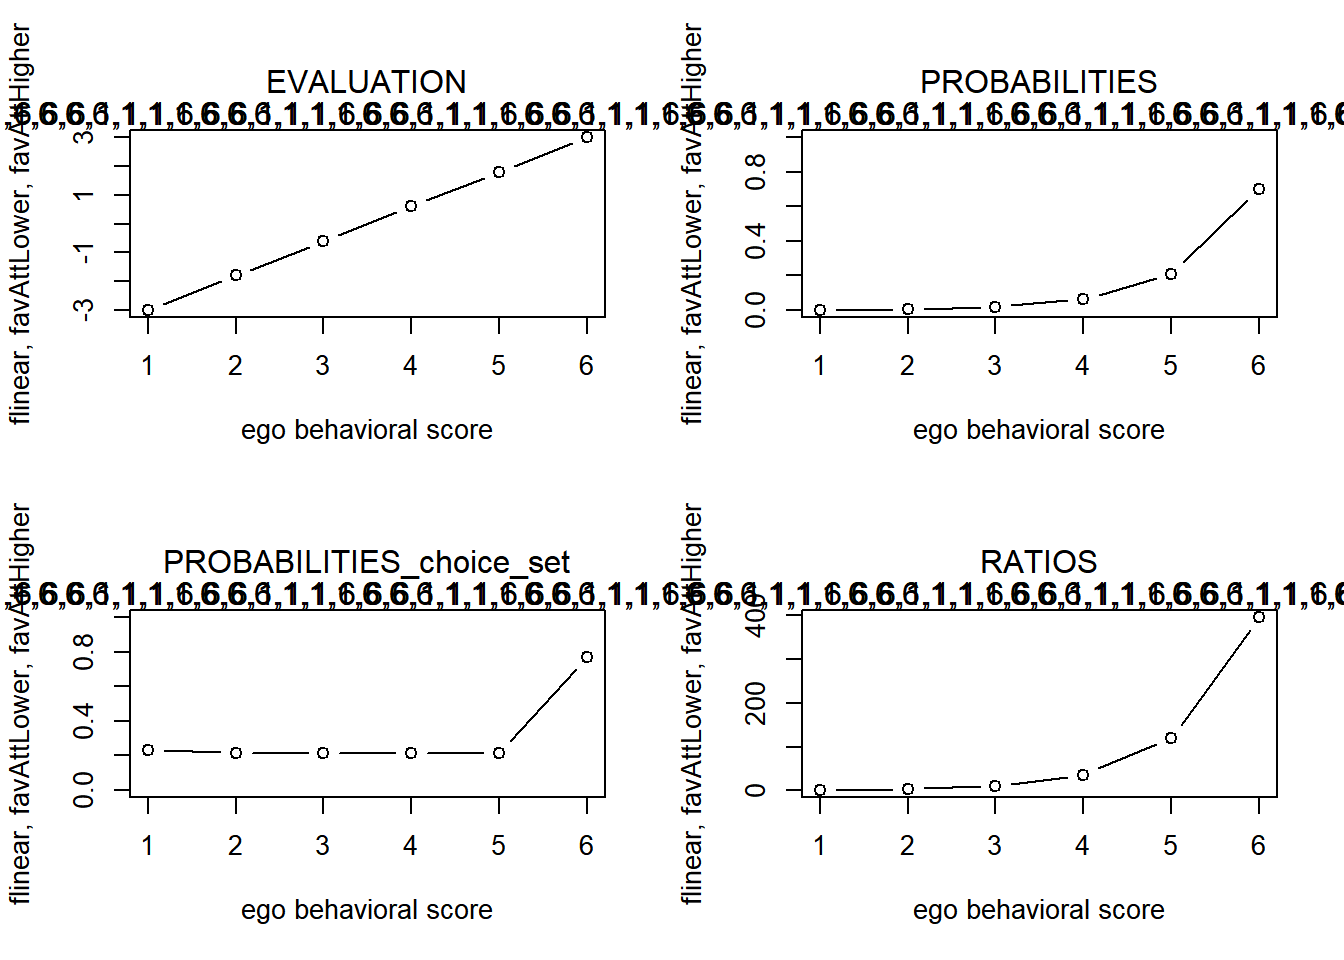 EVALUATION
flinear, favAttLower, favAttHigher
3
1
-1
-3
1 2 3 4 5 6
ego behavioral score
PROBABILITIES
flinear, favAttLower, favAttHigher
0.8
0.4
0.0
1 2 3 4 5 6
ego behavioral score
PROBABILITIES_choice_set
flinear, favAttLower, favAttHigher
0.8
0.4
0.0
1 2 3 4 5 6
ego behavioral score
RATIOS
flinear, favAttLower, favAttHigher
400
200
0
1 2 3 4 5 6
ego behavioral score